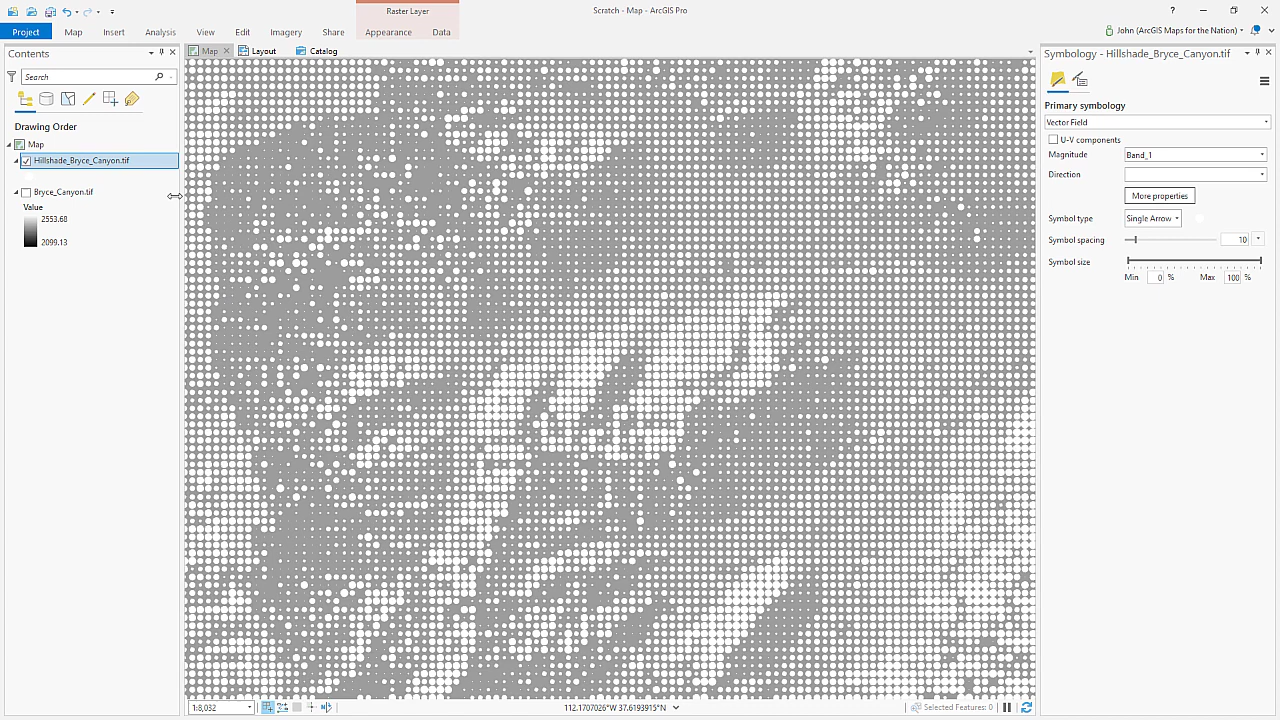 Raster Layer
Scratch - Map - ArcGIS Pro
?
Project Map Insert Analysis View Edit Imagery Share Appearance Data
John (ArcGIS Maps for the Nation)
Contents
Map Layout Catalog
Symbology - Hillshade_Bryce_Canyon.tif
Search
Drawing Order
Map
Hillshade_Bryce_Canyon.tif
Bryce_Canyon.tif
Value
2553.68
2099.13
Primary symbology
Vector Field
U-V components
Magnitude Band_1
Direction
More properties
Symbol type Single Arrow
Symbol spacing 10
Symbol size
Min 0 % Max 100 %
1:8,032
112.1707026°W 37.6193915°N
Selected Features: 0